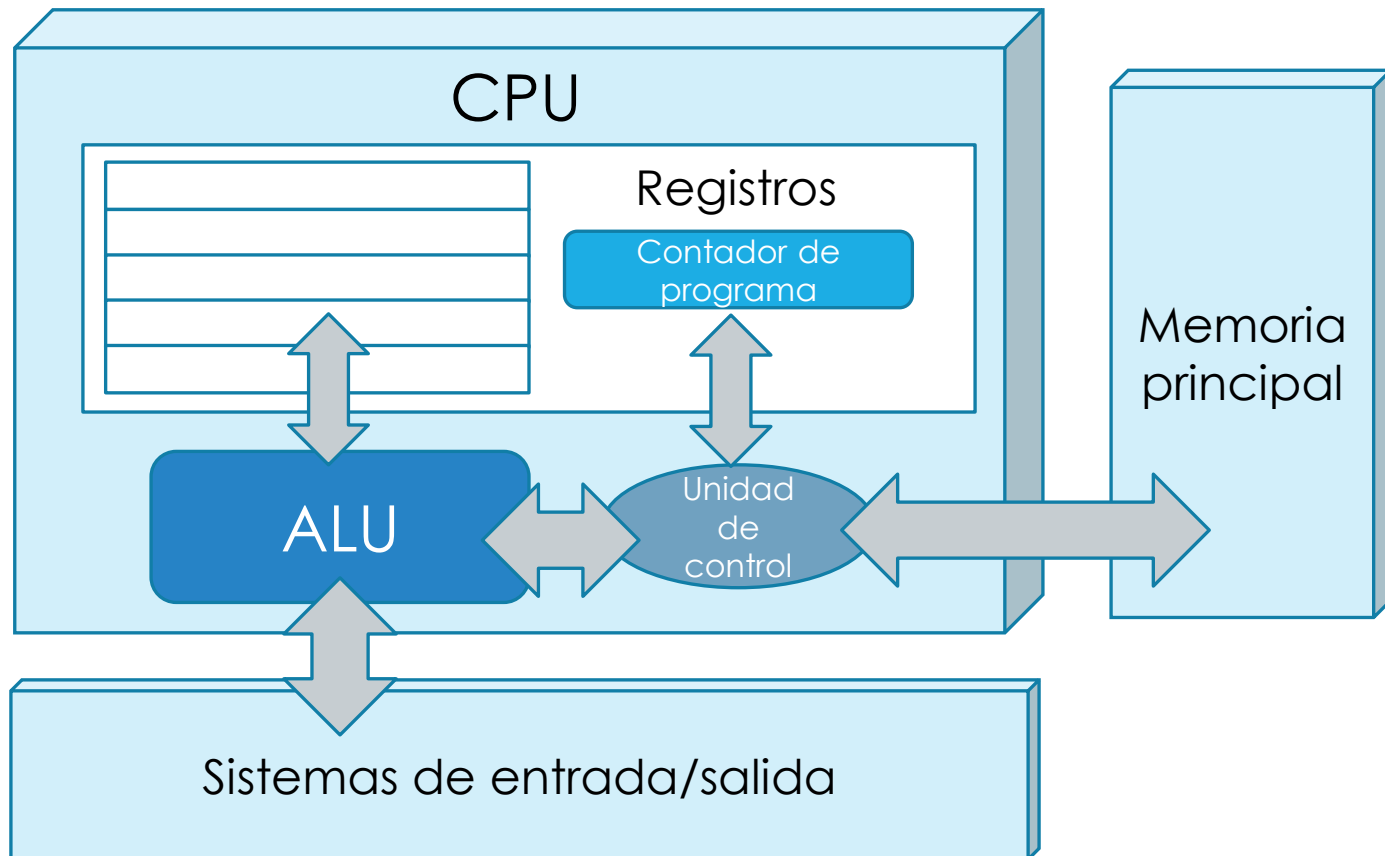 CPU
Registros
Contador de
programa
Memoria
principal
ALU
Unidad
de
control
Sistemas de entrada/salida